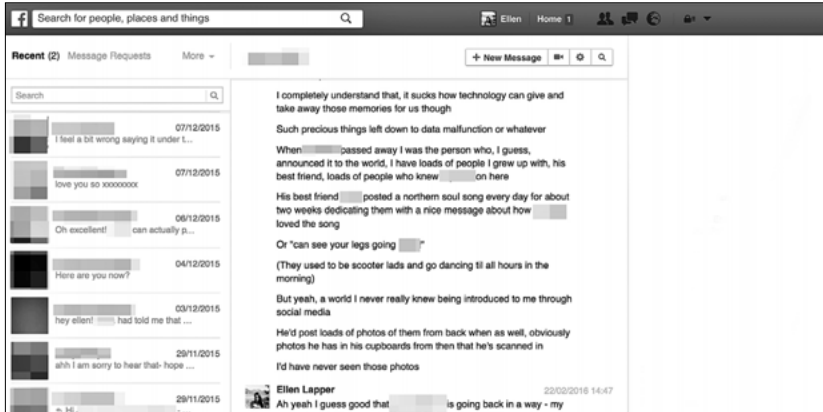 f
Search for people, places and things
Ellen
Home 1
Recent (2)
Message Requests
More
+ New Message
Search
07/12/2015
I feel a bit wrong saying it under t...
07/12/2015
love you so xxxxxxxx
06/12/2015
Oh excellent! can actually p...
04/12/2015
Here are you now?
03/12/2015
hey ellen! had told me that ...
29/11/2015
ahh I am sorry to hear that- hope ...
29/11/2015
I completely understand that, it sucks how technology can give and
take away those memories for us though
Such precious things left down to data malfunction or whatever
When passed away I was the person who, I guess,
announced it to the world, I have loads of people I grew up with, his
best friend, loads of people who knew on here
His best friend posted a northern soul song every day for about
two weeks dedicating them with a nice message about how
loved the song
Or "can see your legs going "
(They used to be scooter lads and go dancing til all hours in the
morning)
But yeah, a world I never really knew being introduced to me through
social media
He'd post loads of photos of them from back when as well, obviously
photos he has in his cupboards from then that he's scanned in
I'd have never seen those photos
Ellen Lapper
22/02/2016 14:47
Ah yeah I guess good that is going back in a way - my